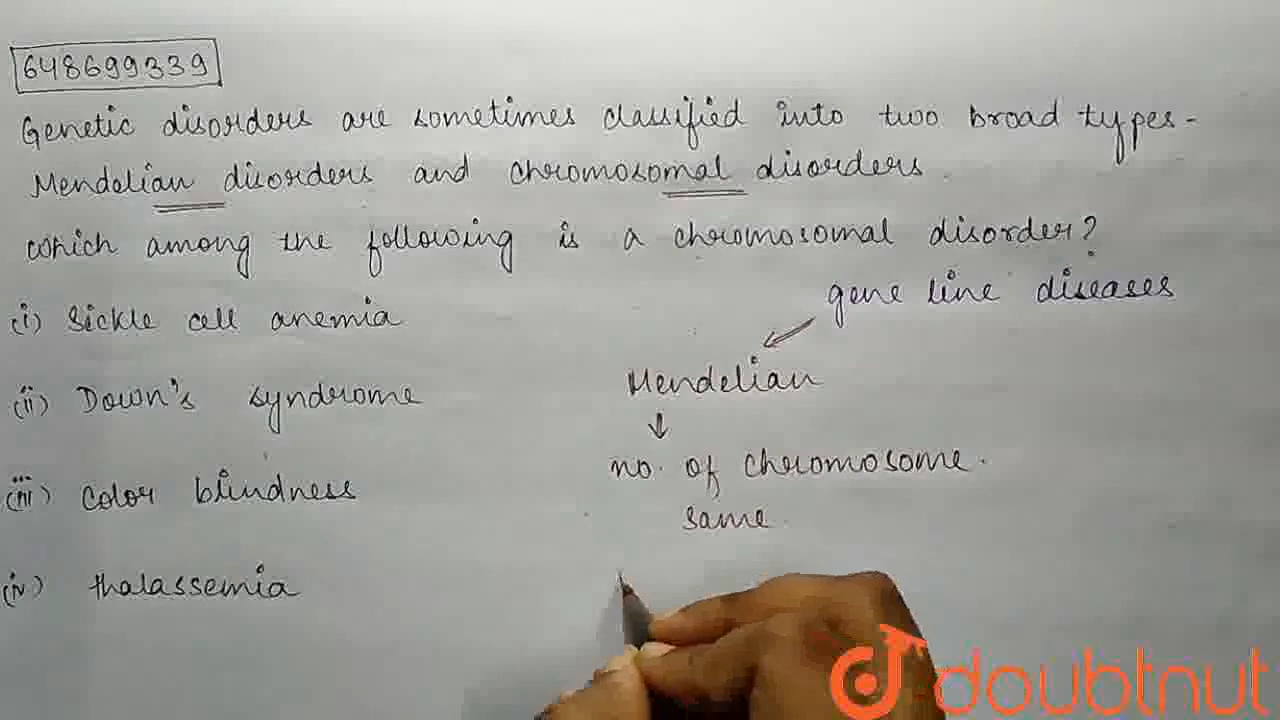 648699339
Genetic disorders are sometimes classified into two broad types-
Mendelian disorders and chromosomal disorders.
Which among the following is a chromosomal disorder?
gene line diseases
(i) Sickle cell anemia
Mendelian
(ii) Down's syndrome
↓
no. of chromosome.
(iii) Color blindness
same.
(iv) thalassemia
doubtnut